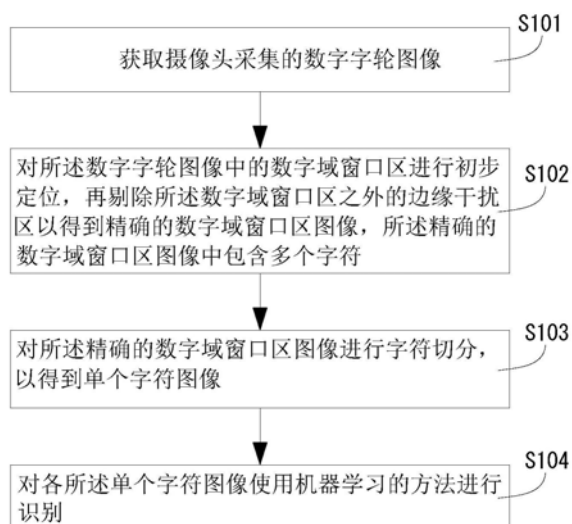 S101
获取摄像头采集的数字字轮图像
S102
对所述数字字轮图像中的数字域窗口区进行初步
定位，再剔除所述数字域窗口区之外的边缘干扰
区以得到精确的数字域窗口区图像，所述精确的
数字域窗口区图像中包含多个字符
S103
对所述精确的数字域窗口区图像进行字符切分，
以得到单个字符图像
S104
对各所述单个字符图像使用机器学习的方法进行
识别